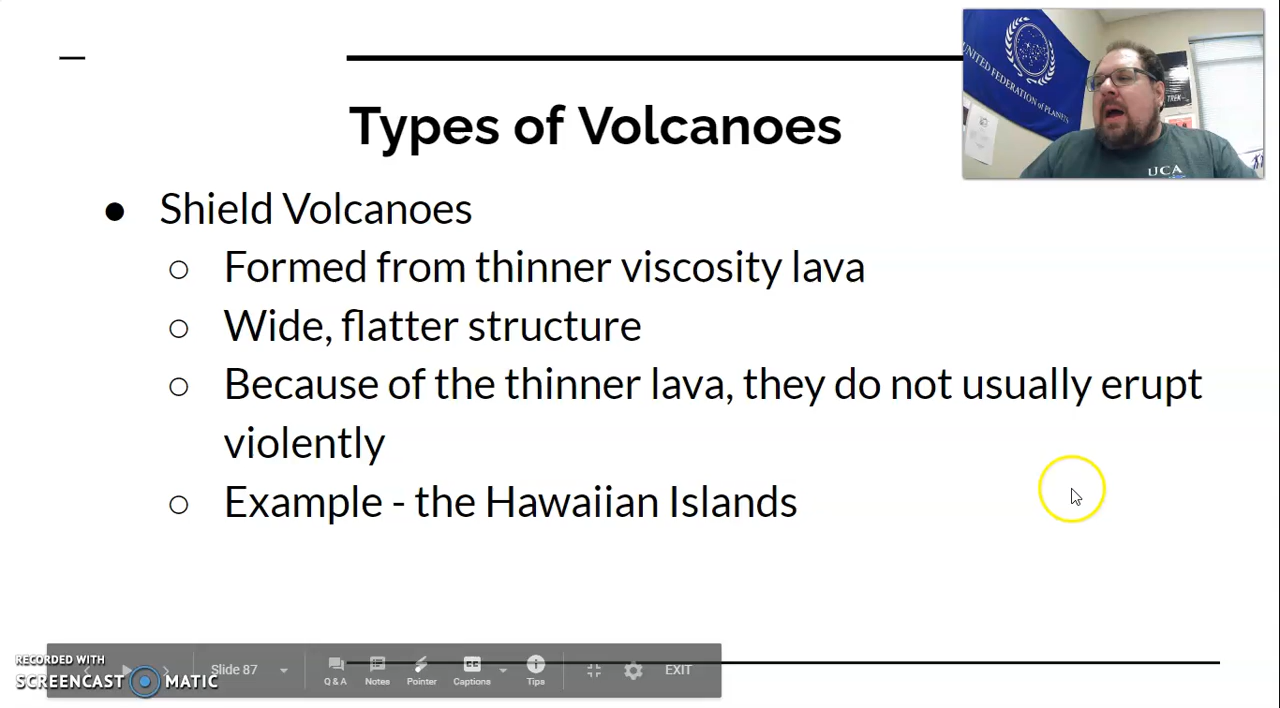 UNITED FEDERATION of PLANETS
TREK
UCA
Types of Volcanoes
● Shield Volcanoes
○ Formed from thinner viscosity lava
○ Wide, flatter structure
○ Because of the thinner lava, they do not usually erupt
violently
○ Example - the Hawaiian Islands
RECORDED WITH
SCREENCAST MATIC
Slide 87
Q & A
Notes
Pointer
CC
Captions
Tips
EXIT